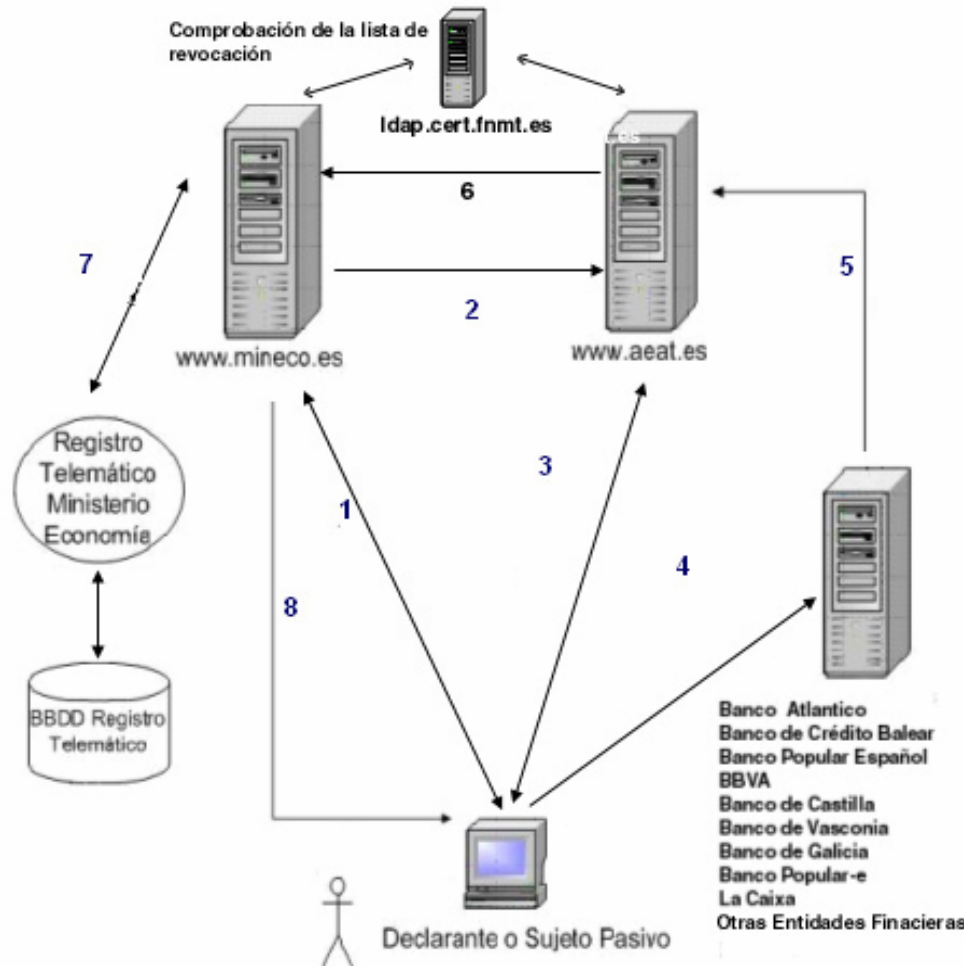 Comprobación de la lista de
revocación
ldap.cert.fnmt.es
.es
6
7
2
5
www.mineco.es
www.aeat.es
Registro
Telemático
Ministerio
Economía
3
1
4
8
BBDD Registro
Telemático
Banco Atlantico
Banco de Crédito Balear
Banco Popular Español
BBVA
Banco de Castilla
Banco de Vasconia
Banco de Galicia
Banco Popular-e
La Caixa
Otras Entidades Finacieras
Declarante o Sujeto Pasivo